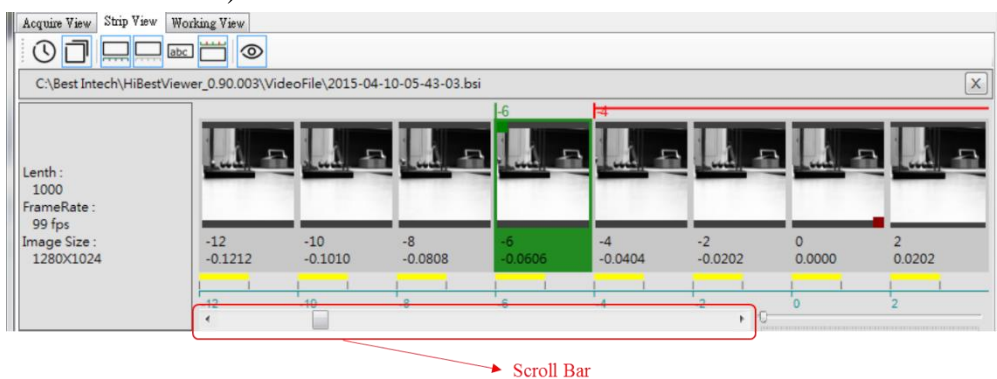 Acquire View Strip View Working View
abc
C:\Best Intech\HiBestViewer_0.90.003\VideoFile\2015-04-10-05-43-03.bsi X
-6 -4
Lenth :
1000
FrameRate :
99 fps
Image Size :
1280X1024
-12 -10 -8 -6 -4 -2 0 2
-0.1212 -0.1010 -0.0808 -0.0606 -0.0404 -0.0202 0.0000 0.0202
-12 -10 -8 -6 -4 -2 0 2
Scroll Bar